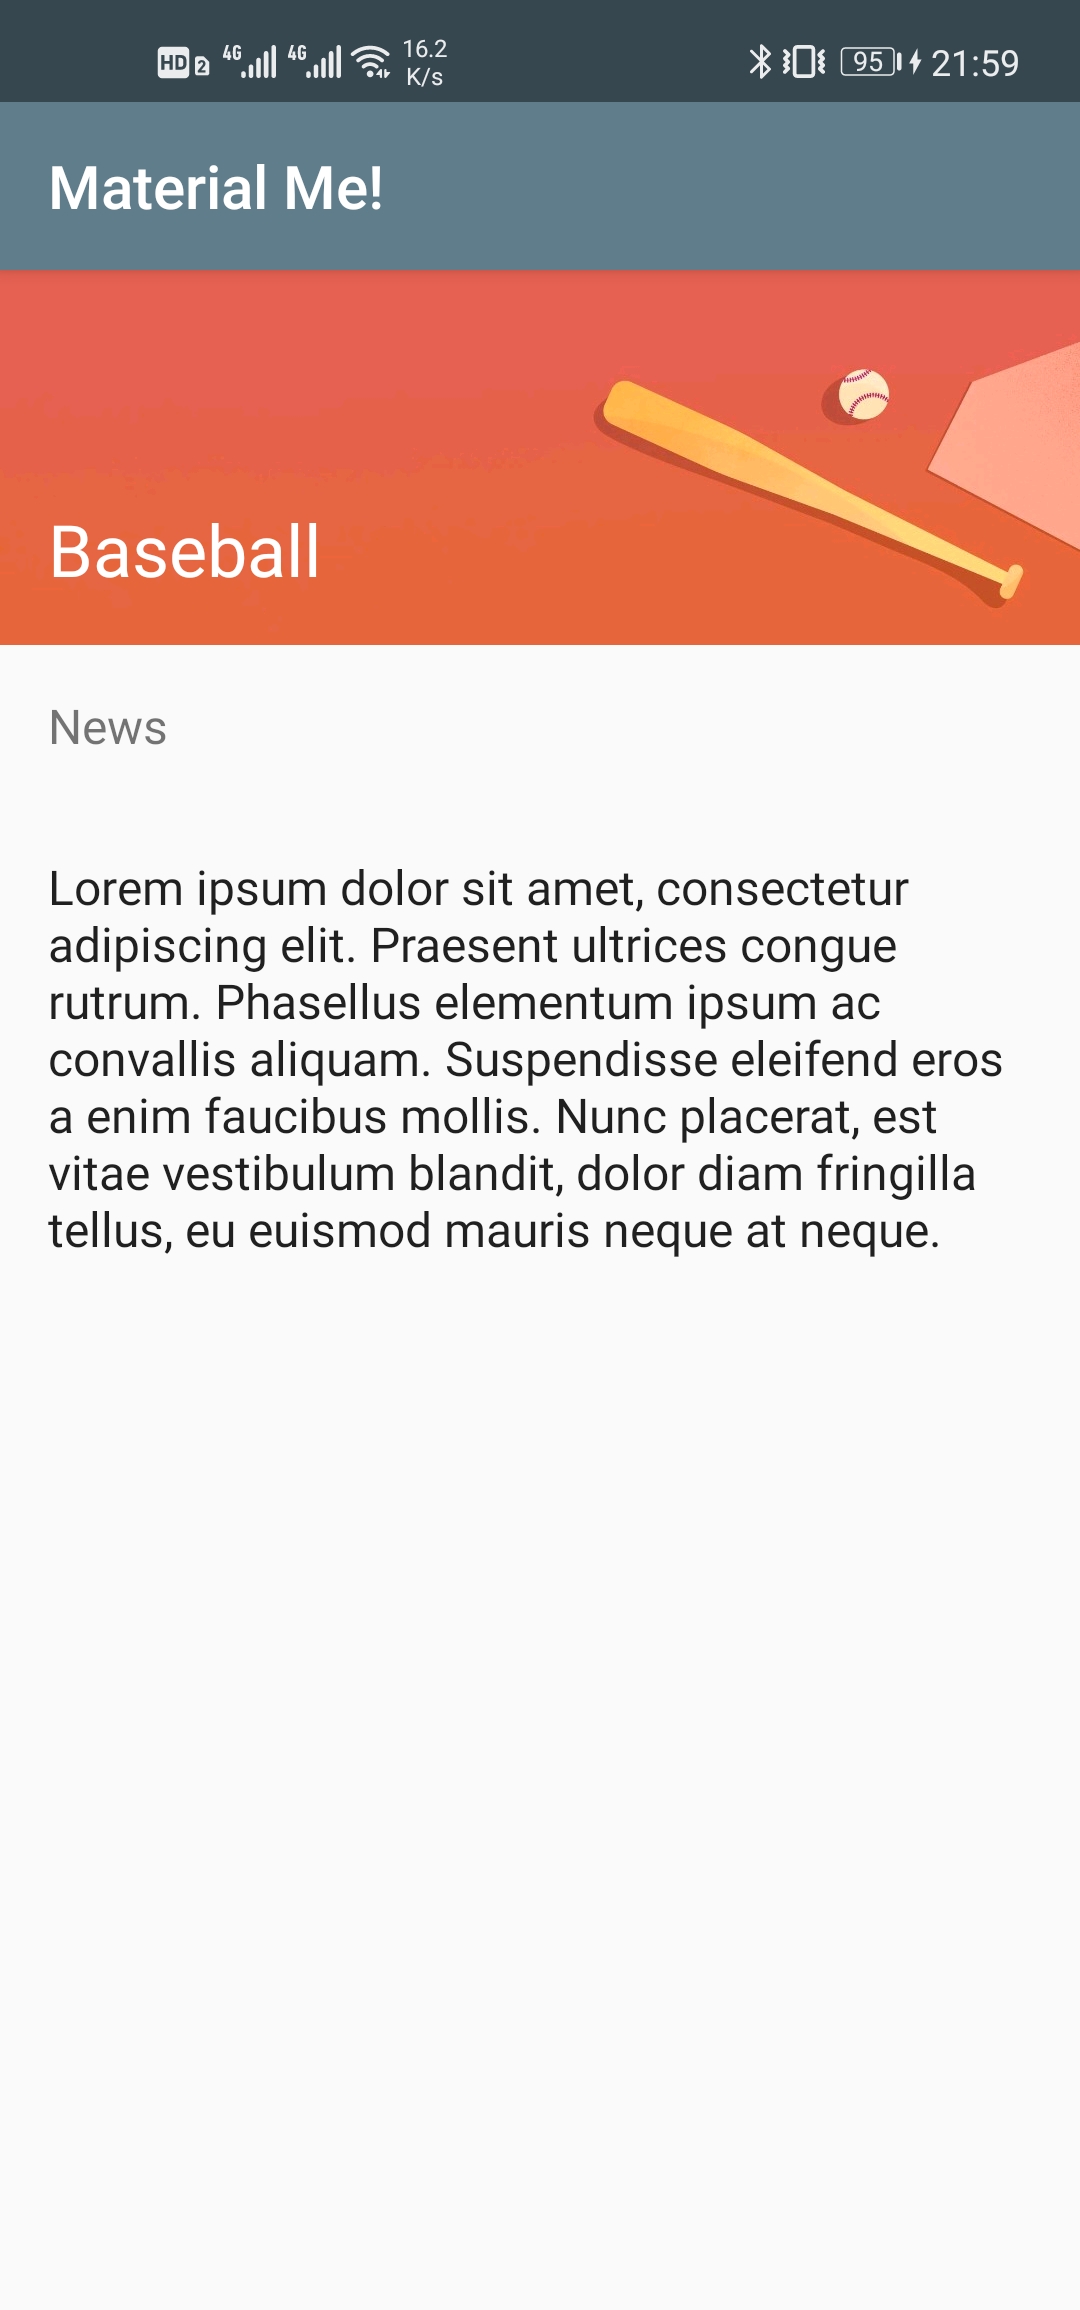 HD 2 4G 4G 16.2 K/s 95 21:59
Material Me!
Baseball
News
Lorem ipsum dolor sit amet, consectetur
adipiscing elit. Praesent ultrices congue
rutrum. Phasellus elementum ipsum ac
convallis aliquam. Suspendisse eleifend eros
a enim faucibus mollis. Nunc placerat, est
vitae vestibulum blandit, dolor diam fringilla
tellus, eu euismod mauris neque at neque.